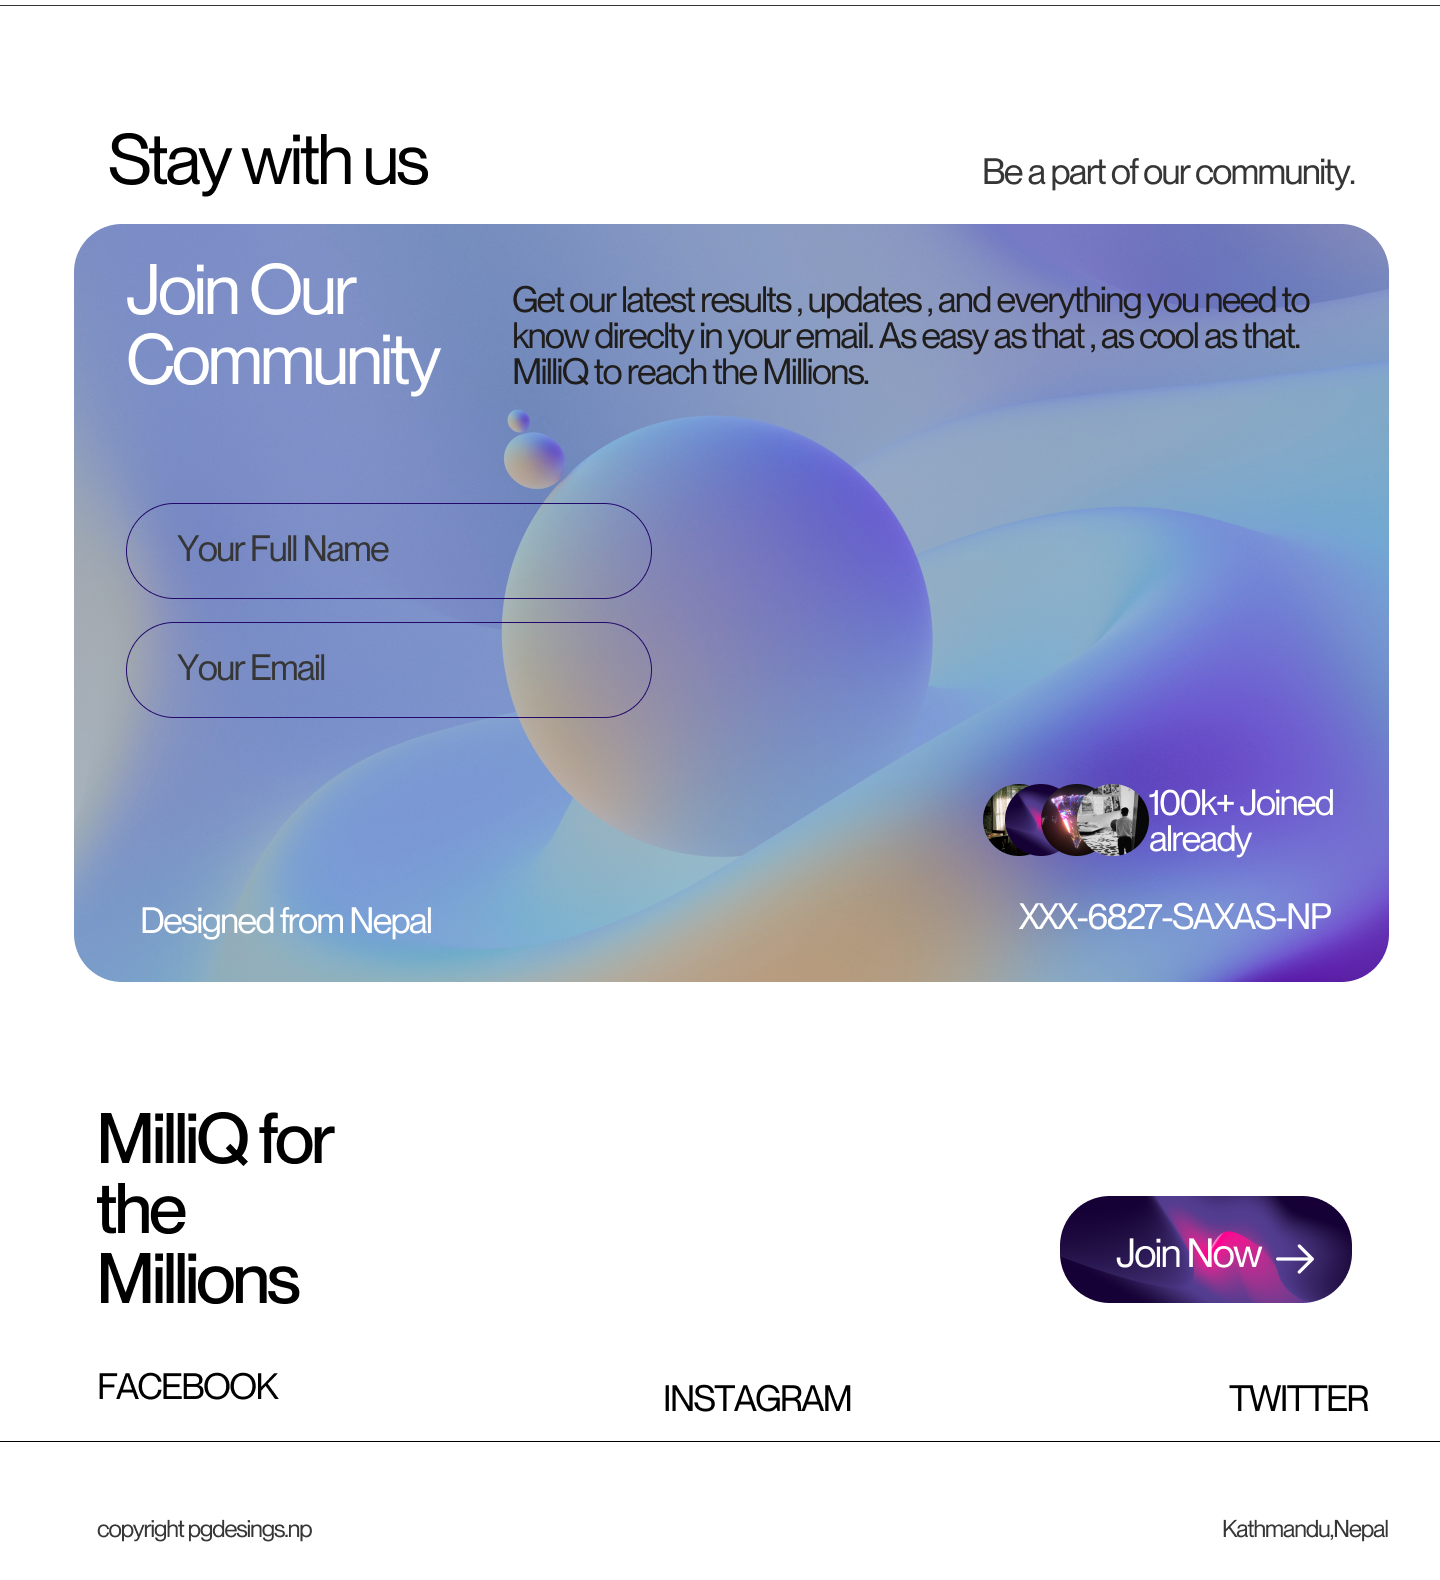 Stay with us
Be a part of our community.
Join Our
Community
Get our latest results , updates , and everything you need to
know direclty in your email. As easy as that , as cool as that.
MilliQ to reach the Millions.
Your Full Name
Your Email
100k+ Joined
already
Designed from Nepal
XXX-6827-SAXAS-NP
MilliQ for
the
Millions
Join Now
FACEBOOK
INSTAGRAM
TWITTER
copyright pgdesings.np
Kathmandu,Nepal